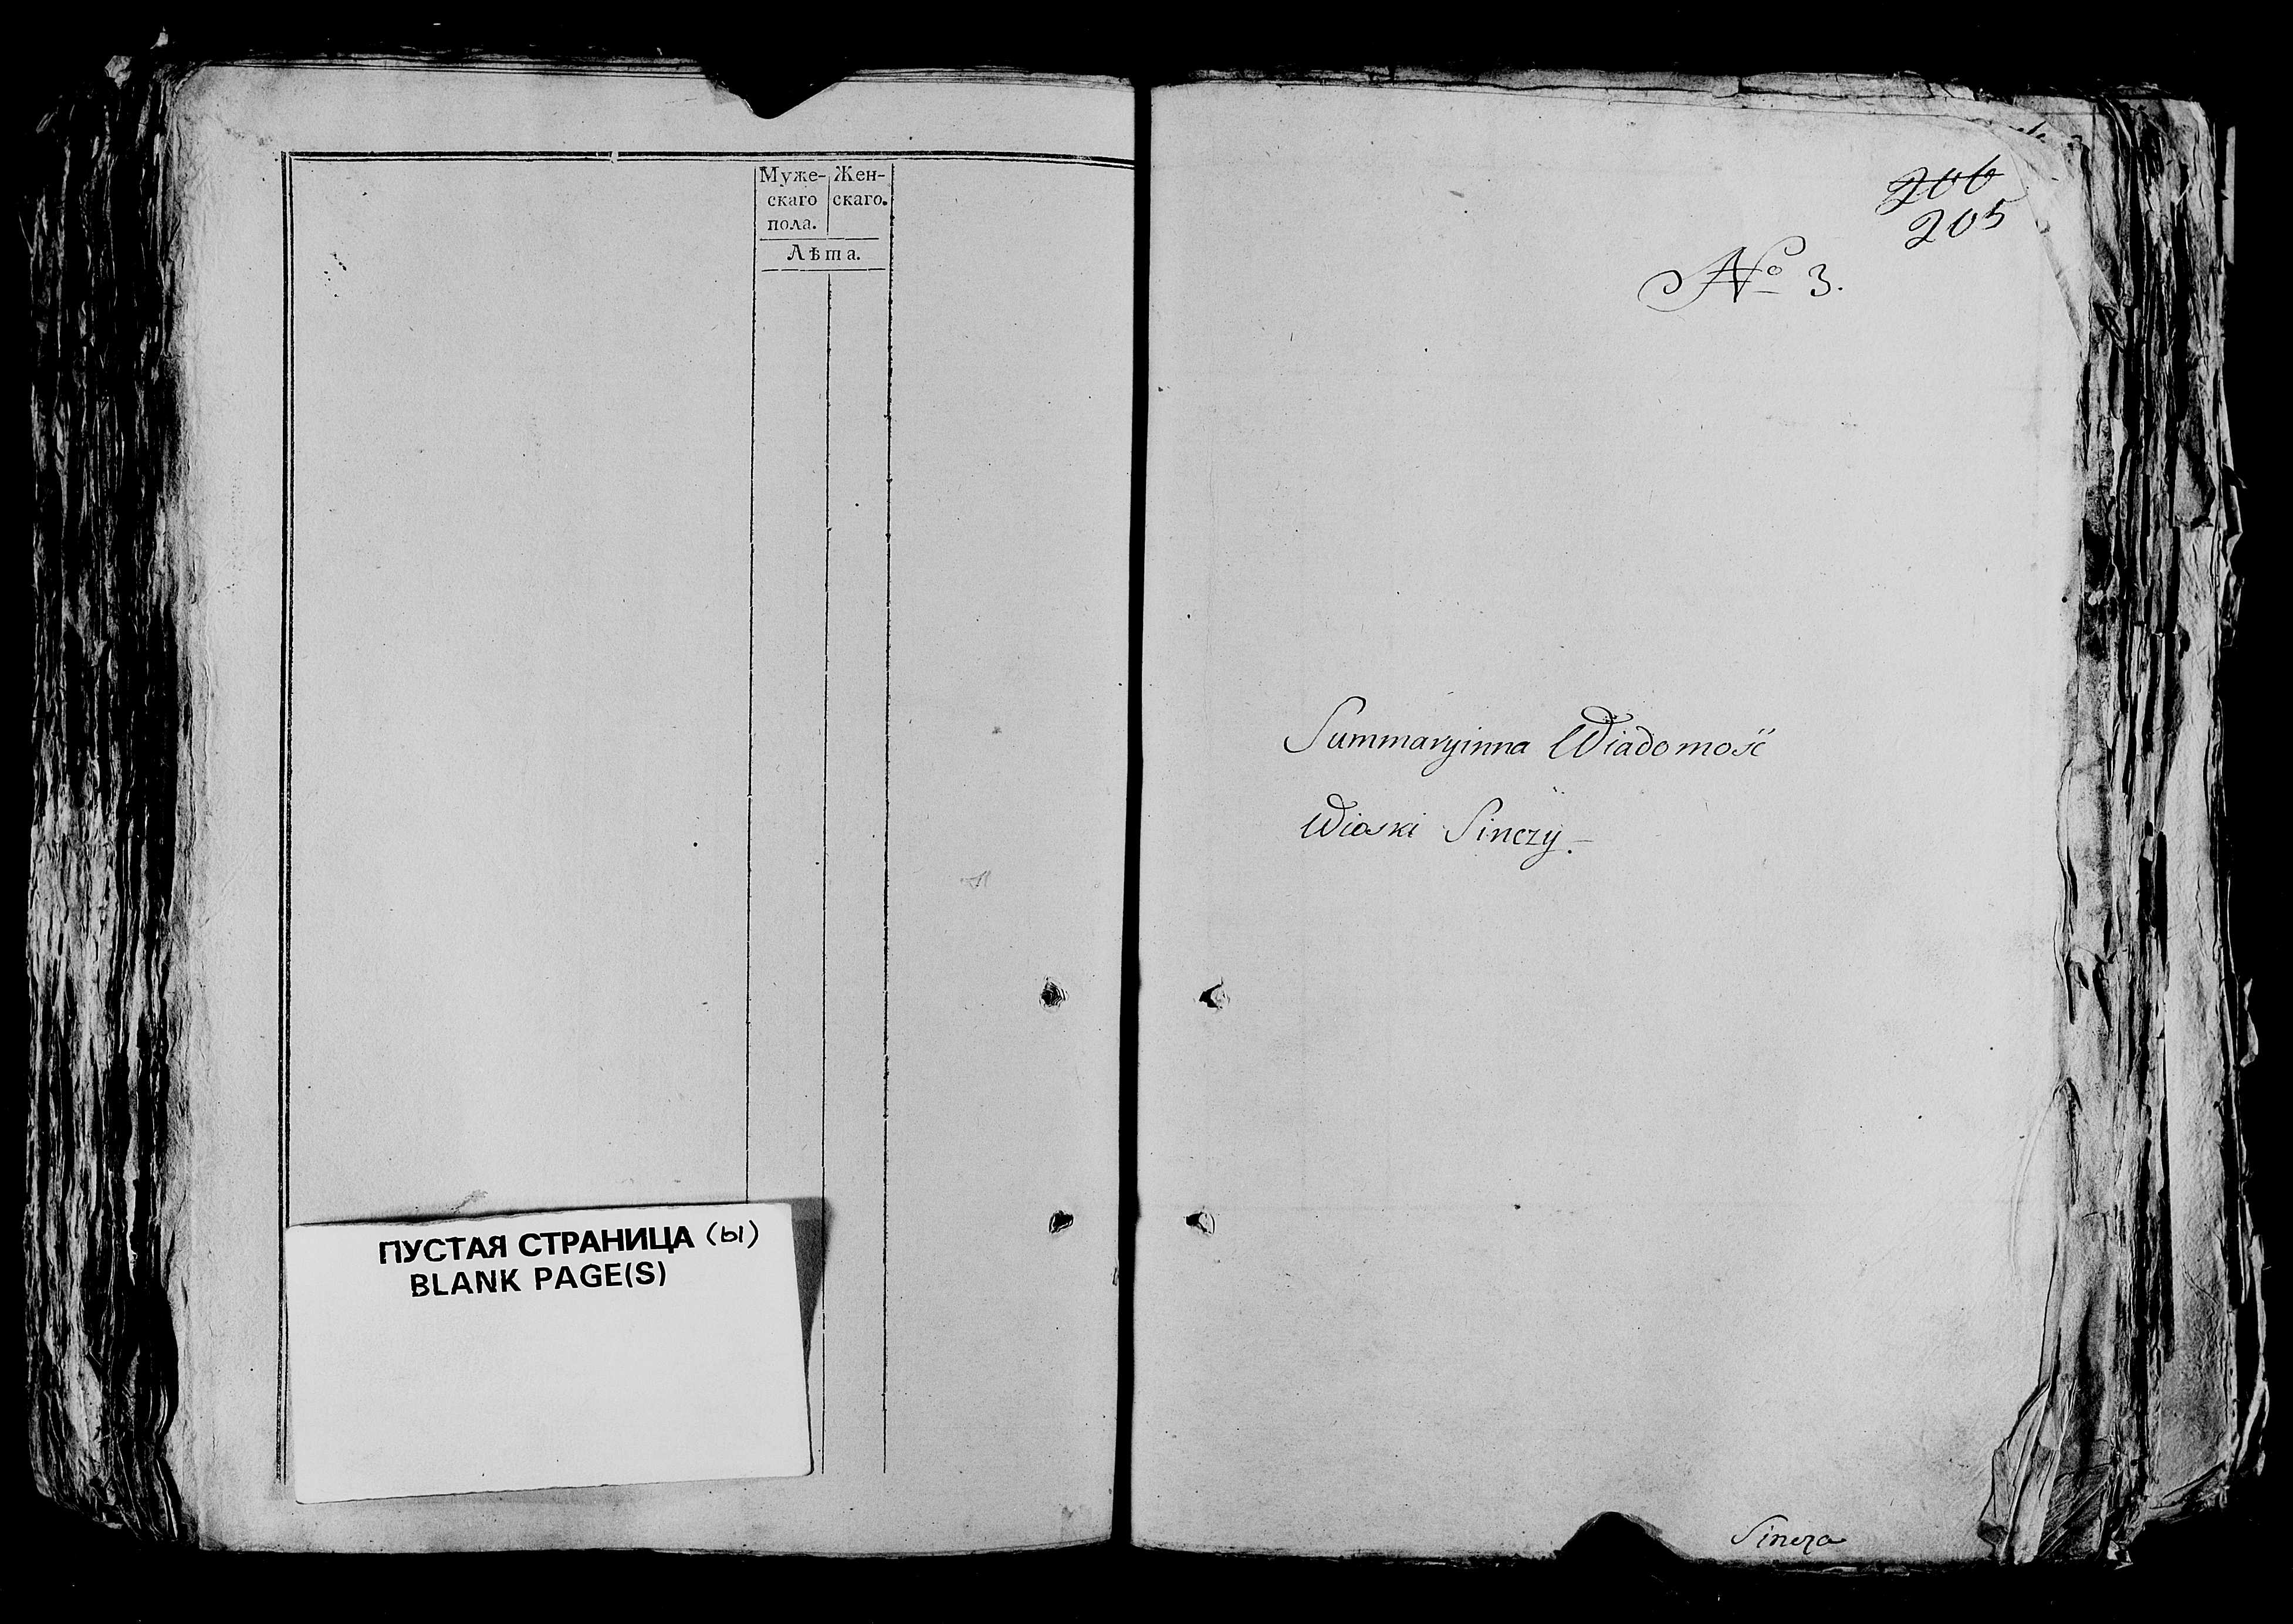 Муже- Жен-
скаго скаго.
пола.
Лѣта.
ПУСТАЯ СТРАНИЦА (ы)
BLANK PAGE(S)
206
205
No 3.
Summaryinna Wiadomość
Wioski Sinczy.
Sincza